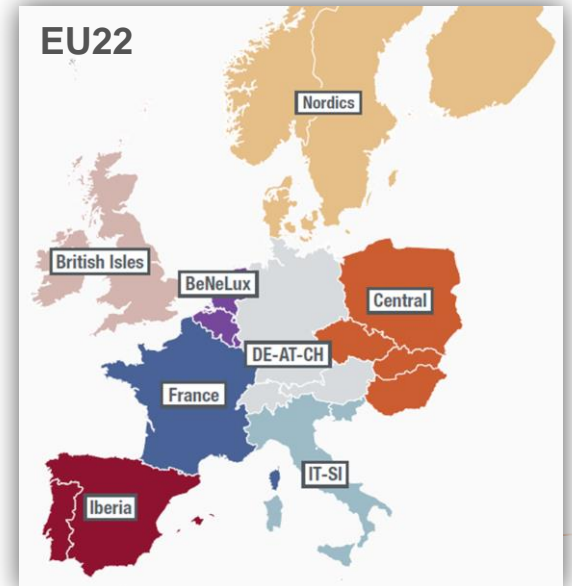 EU22
Nordics
British Isles
BeNeLux
Central
DE-AT-CH
France
IT-SI
Iberia